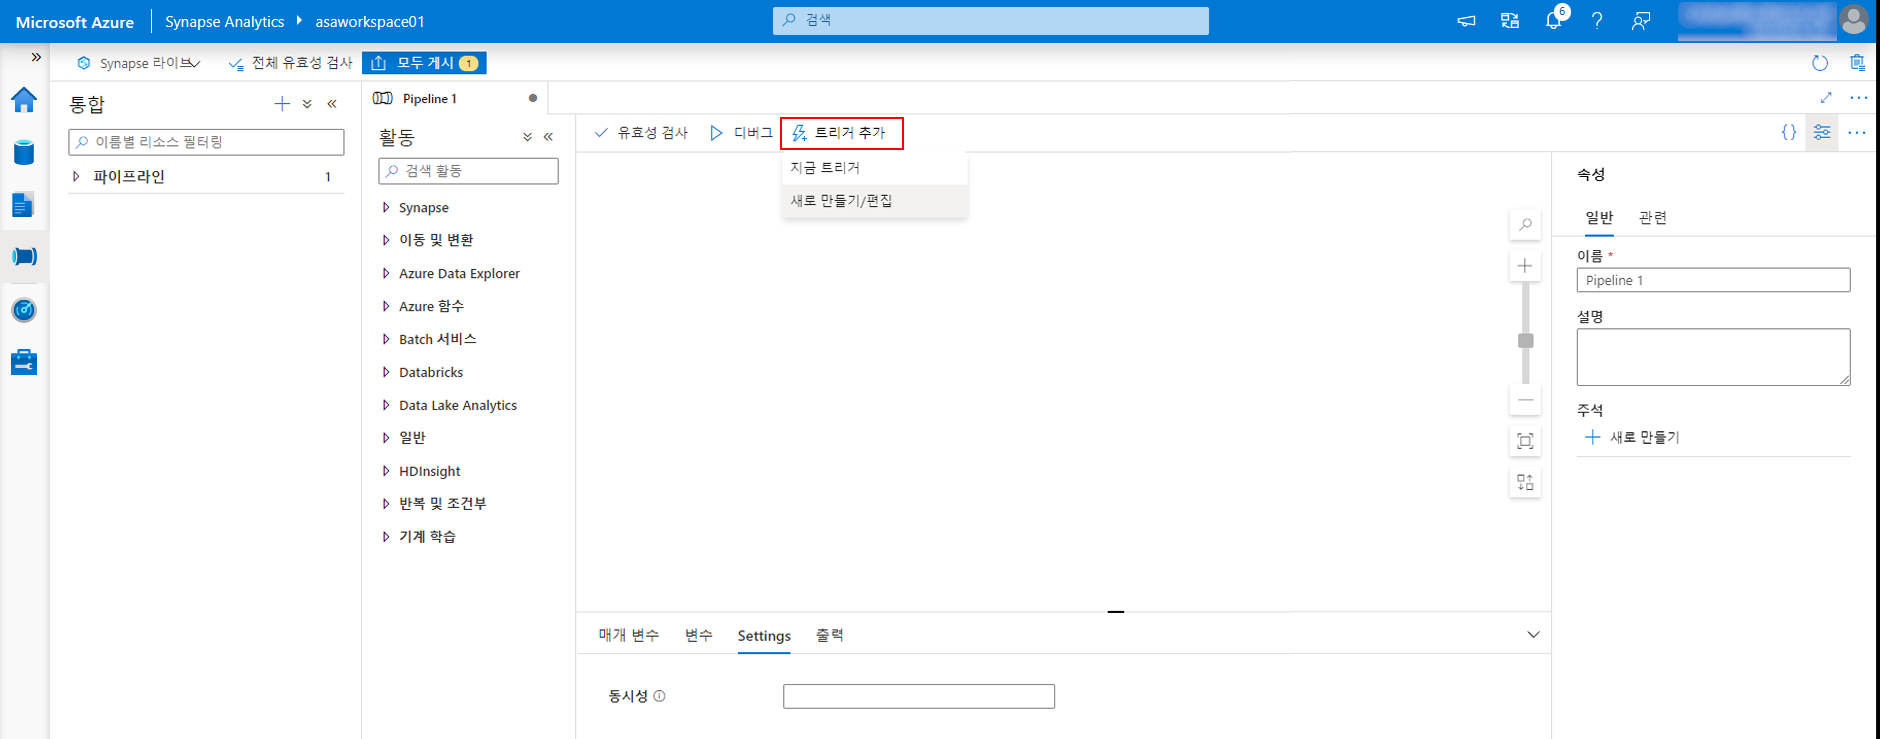 Microsoft Azure Synapse Analytics asaworkspace01 검색 6
Synapse 라이브 전체 유효성 검사 모두 게시 1
통합
이름별 리소스 필터링
파이프라인 1
Pipeline 1
활동
검색 활동
Synapse
이동 및 변환
Azure Data Explorer
Azure 함수
Batch 서비스
Databricks
Data Lake Analytics
일반
HDInsight
반복 및 조건부
기계 학습
유효성 검사 디버그 트리거 추가
지금 트리거
새로 만들기/편집
매개 변수 변수 Settings 출력
동시성
속성
일반 관련
이름 *
Pipeline 1
설명
주석
새로 만들기